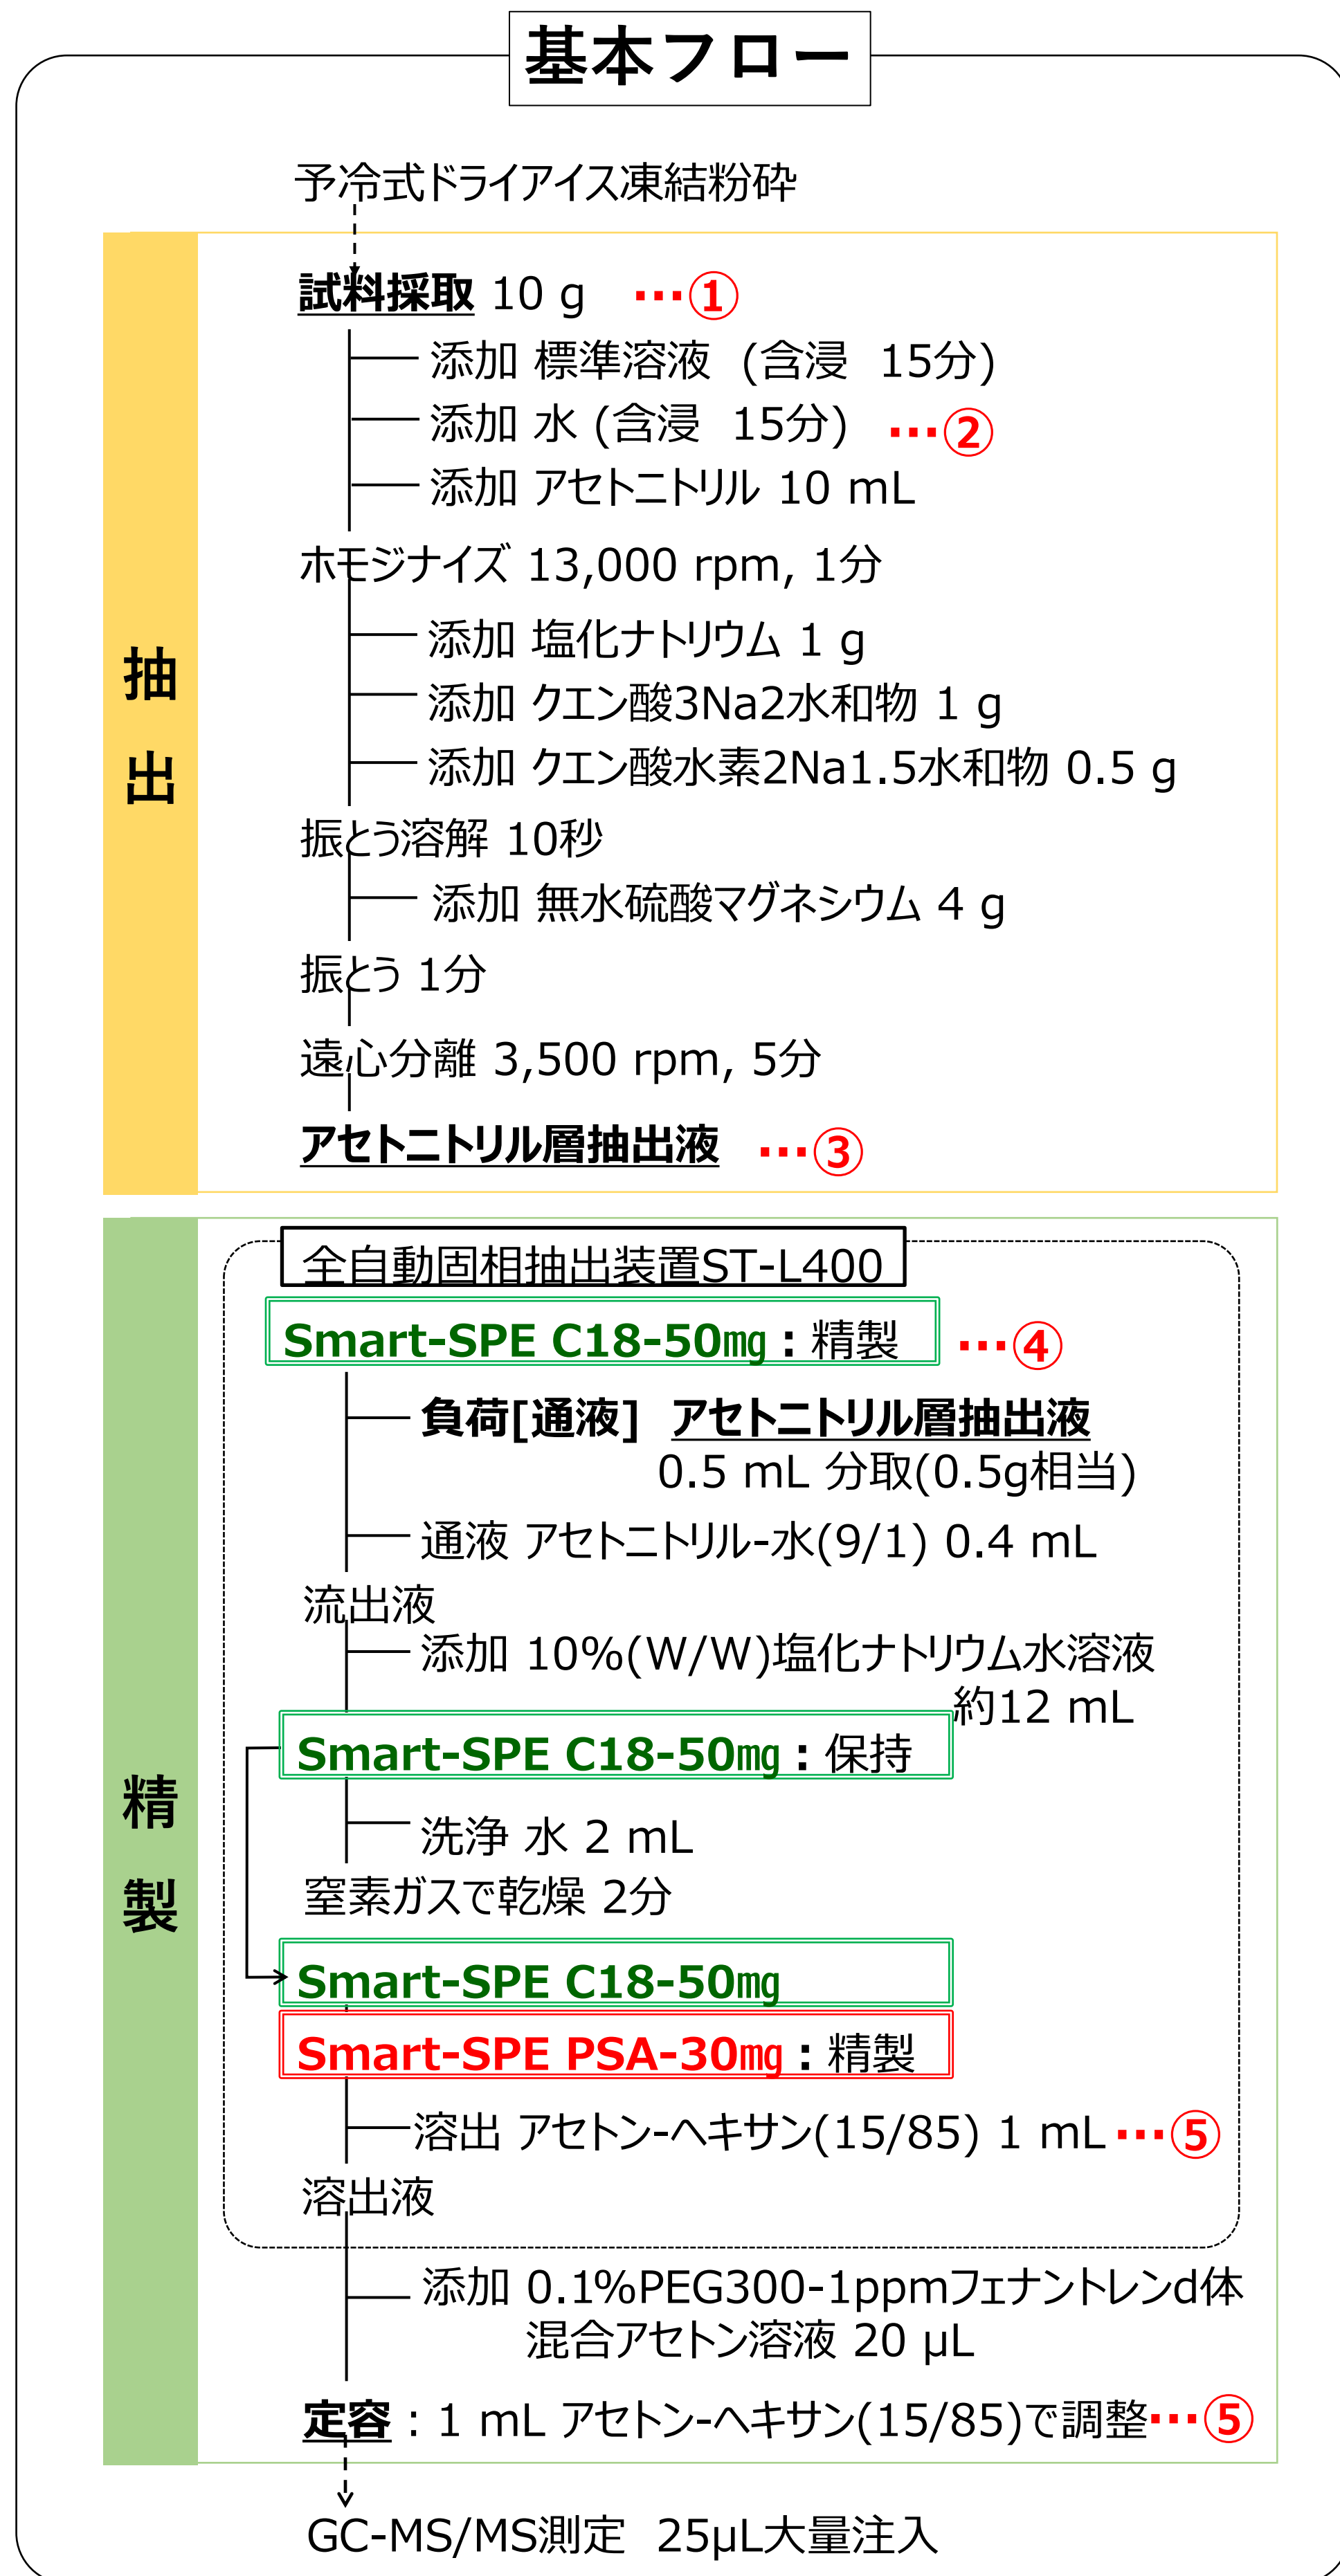 基本フロー
予冷式ドライアイス凍結粉砕
試料採取 10 g …①
添加 標準溶液 (含浸 15分)
添加 水 (含浸 15分) …②
添加 アセトニトリル 10 mL
ホモジナイズ 13,000 rpm, 1分
添加 塩化ナトリウム 1 g
添加 クエン酸3Na2水和物 1 g
添加 クエン酸水素2Na1.5水和物 0.5 g
振とう溶解 10秒
添加 無水硫酸マグネシウム 4 g
振とう 1分
遠心分離 3,500 rpm, 5分
アセトニトリル層抽出液 …③
抽出
全自動固相抽出装置ST-L400
Smart-SPE C18-50㎎：精製 …④
負荷[通液] アセトニトリル層抽出液
0.5 mL 分取(0.5g相当)
通液 アセトニトリル-水(9/1) 0.4 mL
流出液
添加 10%(W/W)塩化ナトリウム水溶液
約12 mL
Smart-SPE C18-50㎎：保持
洗浄 水 2 mL
窒素ガスで乾燥 2分
Smart-SPE C18-50㎎
Smart-SPE PSA-30㎎：精製
溶出 アセトン-ヘキサン(15/85) 1 mL …⑤
溶出液
添加 0.1%PEG300-1ppmフェナントレンd体
混合アセトン溶液 20 μL
定容：1 mL アセトン-ヘキサン(15/85)で調整 …⑤
精製
GC-MS/MS測定 25μL大量注入